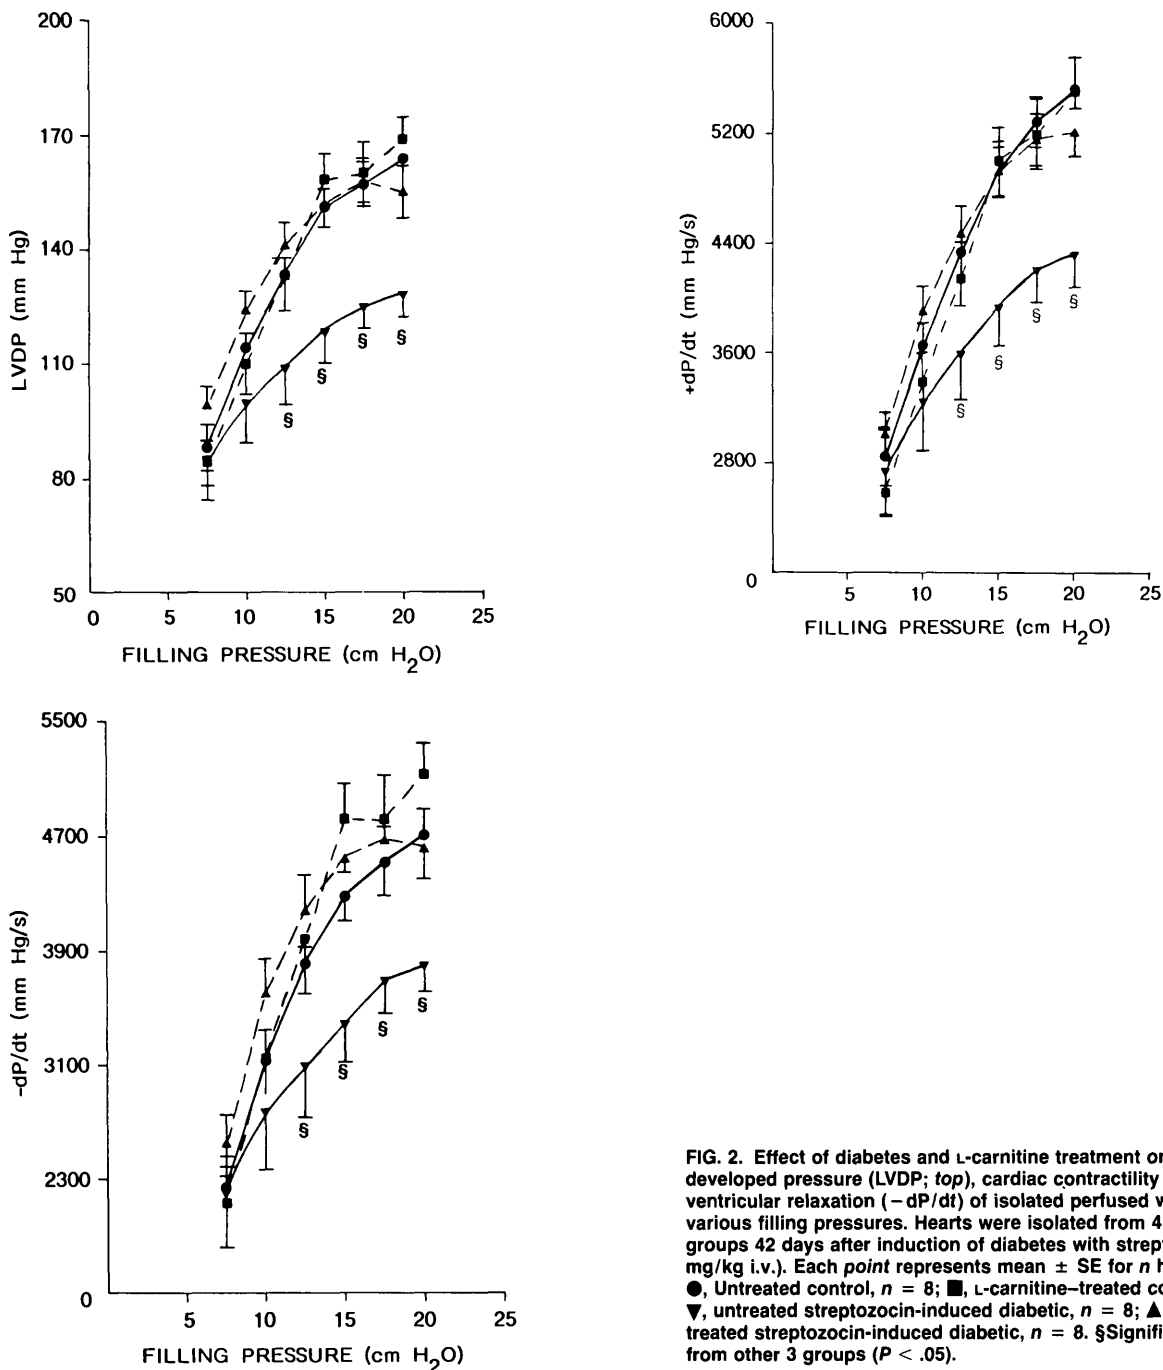 200
170
140
110
80
50
LVDP (mm Hg)
§ § § §
0 5 10 15 20 25
FILLING PRESSURE (cm H₂O)
6000
5200
4400
3600
2800
0
+dP/dt (mm Hg/s)
§ § § §
5 10 15 20 25
FILLING PRESSURE (cm H₂O)
5500
4700
3900
3100
2300
0
-dP/dt (mm Hg/s)
§ § § §
5 10 15 20 25
FILLING PRESSURE (cm H₂O)
FIG. 2. Effect of diabetes and L-carnitine treatment on
developed pressure (LVDP; top), cardiac contractility
ventricular relaxation (−dP/dt) of isolated perfused
various filling pressures. Hearts were isolated from 4
groups 42 days after induction of diabetes with strep
mg/kg i.v.). Each point represents mean ± SE for n
●, Untreated control, n = 8; ■, L-carnitine–treated
▼, untreated streptozocin-induced diabetic, n = 8; ▲
treated streptozocin-induced diabetic, n = 8. §Signifi
from other 3 groups (P < .05).